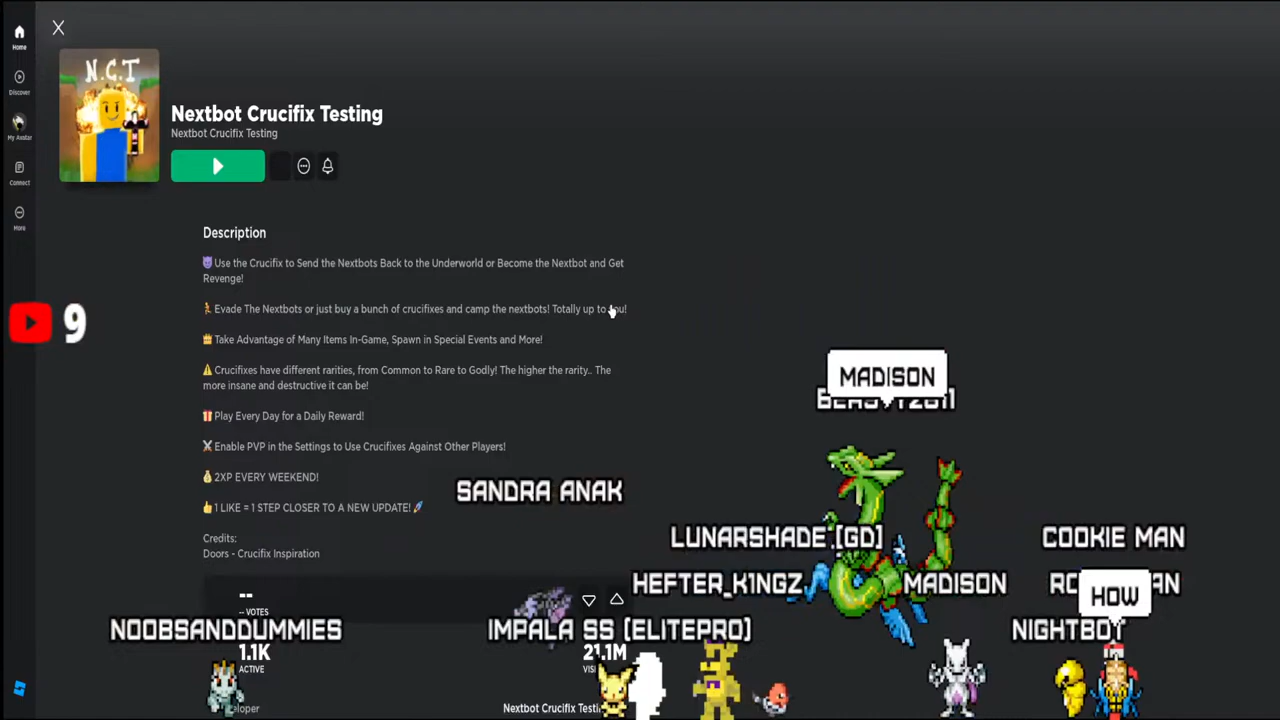 Home
Discover
My Avatar
Connect
More
N.C.T
Nextbot Crucifix Testing
Nextbot Crucifix Testing
Description
😈Use the Crucifix to Send the Nextbots Back to the Underworld or Become the Nextbot and Get
Revenge!
🏃Evade The Nextbots or just buy a bunch of crucifixes and camp the nextbots! Totally up to you!
👑Take Advantage of Many Items In-Game, Spawn in Special Events and More!
⚠️Crucifixes have different rarities, from Common to Rare to Godly! The higher the rarity.. The
more insane and destructive it can be!
🎁Play Every Day for a Daily Reward!
⚔️Enable PVP in the Settings to Use Crucifixes Against Other Players!
💰2XP EVERY WEEKEND!
👍1 LIKE = 1 STEP CLOSER TO A NEW UPDATE!🚀
Credits:
Doors - Crucifix Inspiration
9
--
-- VOTES
1.1K
ACTIVE
21.1M
Nextbot Crucifix
MADISON
SANDRA ANAK
LUNARSHADE [GD]
COOKIE MAN
HEFTER_K1NGZ
MADISON
HOW
NOOBSANDDUMMIES
IMPALA SS [ELITEPRO]
NIGHTBOT